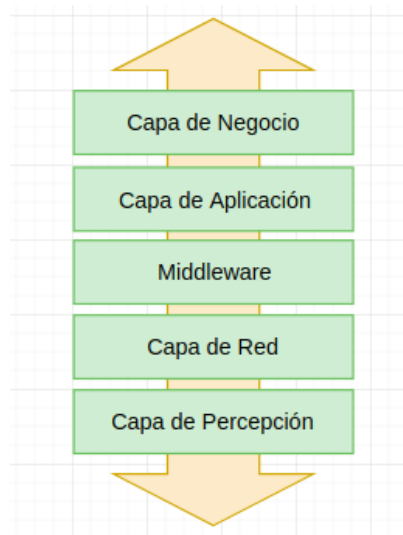 Capa de Negocio
Capa de Aplicación
Middleware
Capa de Red
Capa de Percepción